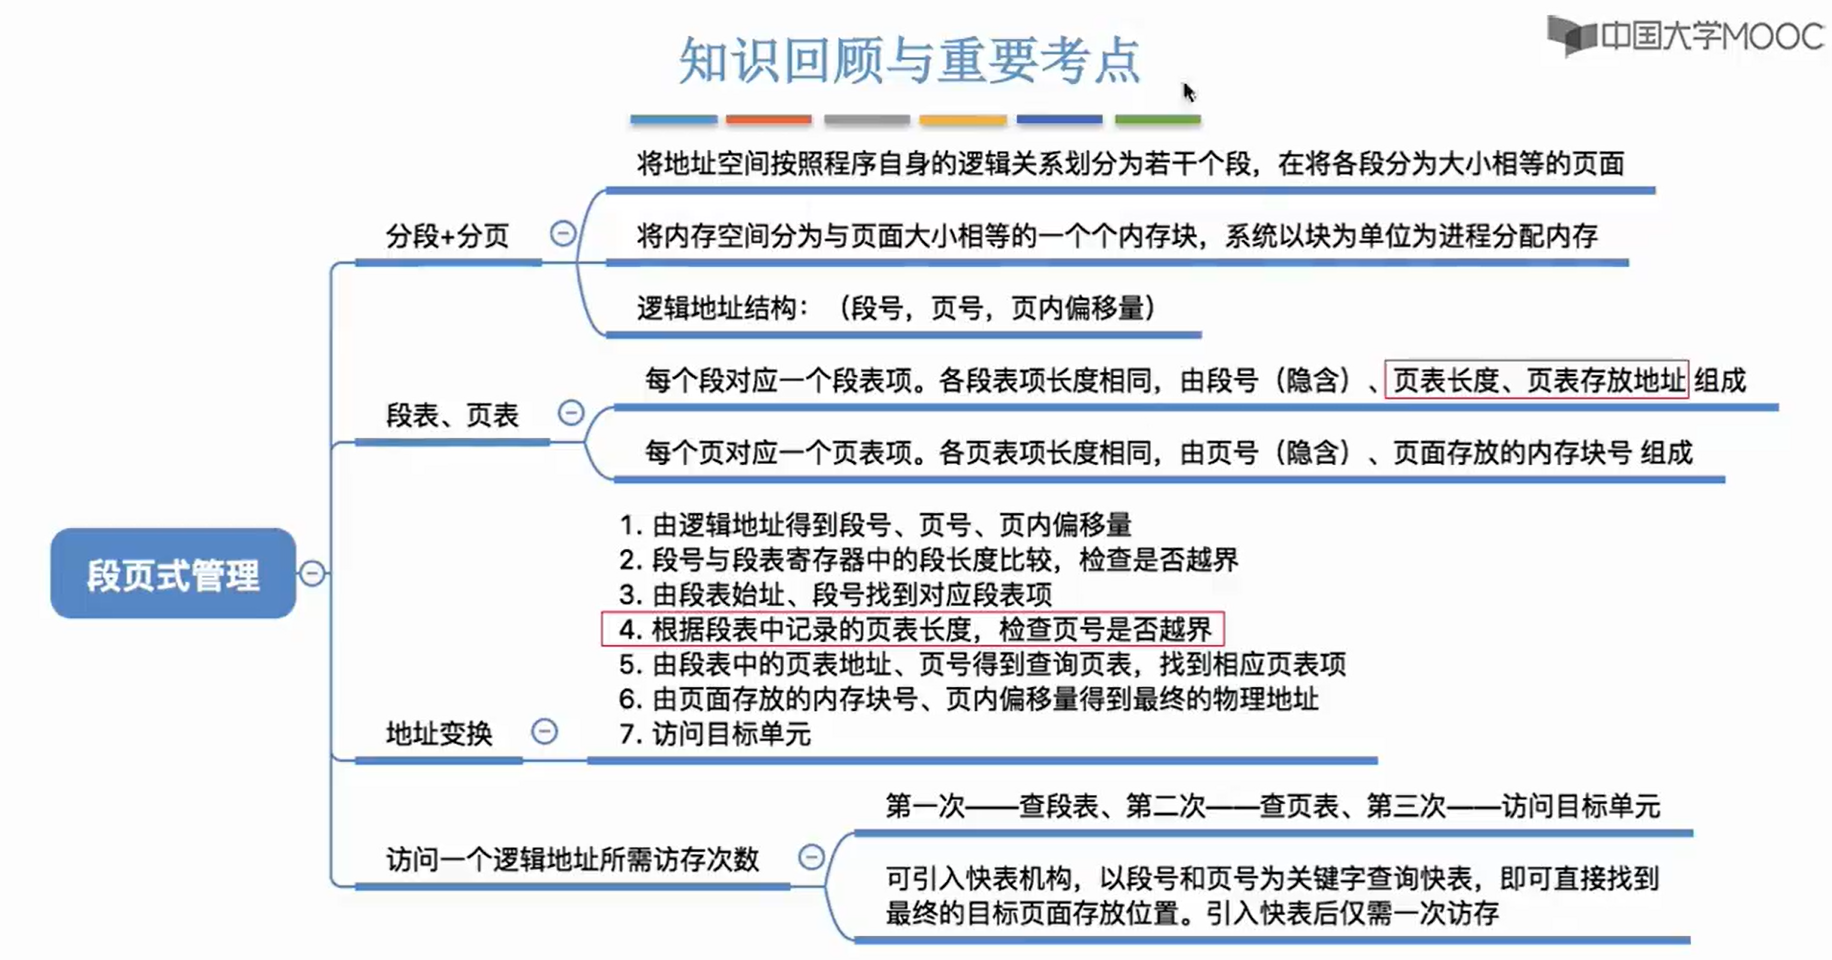 中国大学MOOC
知识回顾与重要考点
将地址空间按照程序自身的逻辑关系划分为若干个段，在将各段分为大小相等的页面
分段+分页
将内存空间分为与页面大小相等的一个个内存块，系统以块为单位为进程分配内存
逻辑地址结构：（段号，页号，页内偏移量）
每个段对应一个段表项。各段表项长度相同，由段号（隐含）、页表长度、页表存放地址 组成
段表、页表
每个页对应一个页表项。各页表项长度相同，由页号（隐含）、页面存放的内存块号 组成
段页式管理
1. 由逻辑地址得到段号、页号、页内偏移量
2. 段号与段表寄存器中的段长度比较，检查是否越界
3. 由段表始址、段号找到对应段表项
4. 根据段表中记录的页表长度，检查页号是否越界
5. 由段表中的页表地址、页号得到查询页表，找到相应页表项
6. 由页面存放的内存块号、页内偏移量得到最终的物理地址
7. 访问目标单元
地址变换
第一次——查段表、第二次——查页表、第三次——访问目标单元
访问一个逻辑地址所需访存次数
可引入快表机构，以段号和页号为关键字查询快表，即可直接找到
最终的目标页面存放位置。引入快表后仅需一次访存